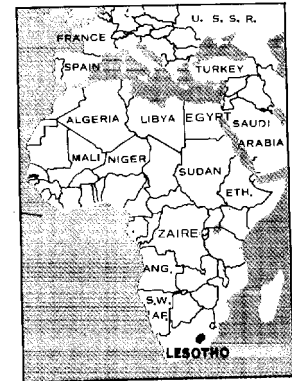 U. S. S. R.
FRANCE
SPAIN
TURKEY
ALGERIA
LIBYA
EGYPT
SAUDI
ARABIA
MALI
NIGER
SUDAN
ETH.
ZAIRE
ANG.
S.W.
AF.
LESOTHO